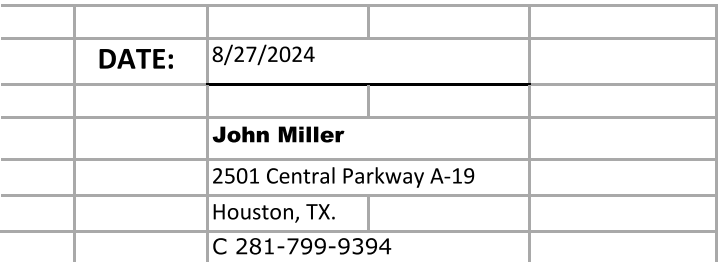 DATE: 8/27/2024
John Miller
2501 Central Parkway A-19
Houston, TX.
C 281-799-9394